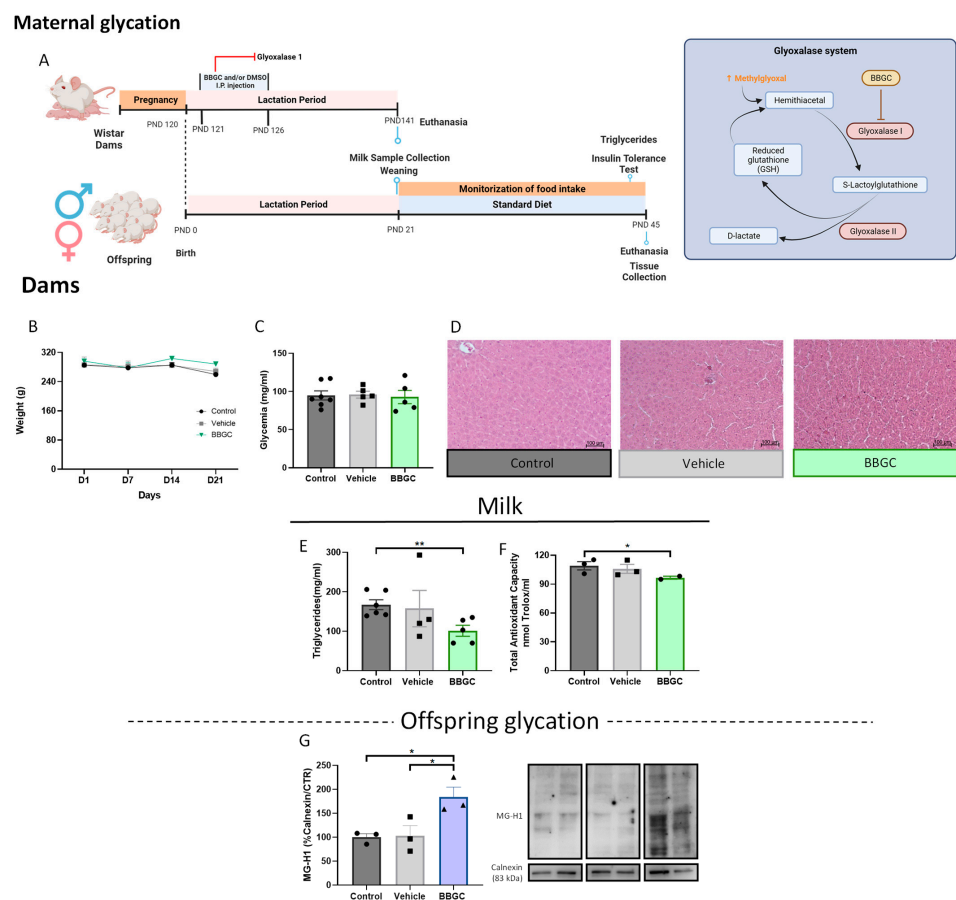 Maternal glycation
A
Glyoxalase 1
BBGC and/or DMSO
I.P. injection
Pregnancy
Lactation Period
PND 120
PND 121
PND 126
PND141
Euthanasia
Wistar
Dams
Milk Sample Collection
Weaning
Triglycerides
Insulin Tolerance
Test
Monitorization of food intake
Lactation Period
Standard Diet
PND 0
PND 21
PND 45
Birth
Offspring
Euthanasia
Tissue
Collection
Glyoxalase system
↑ Methylglyoxal
BBGC
Hemithiacetal
Glyoxalase I
Reduced
glutathione
(GSH)
S-Lactoylglutathione
D-lactate
Glyoxalase II
Dams
B
Weight (g)
320
240
160
80
0
Control
Vehicle
BBGC
D1 D7 D14 D21
Days
C
Glycemia (mg/ml)
150
100
50
0
Control Vehicle BBGC
D
100 µm
100 µm
100 µm
Control
Vehicle
BBGC
Milk
E
Triglycerides(mg/ml)
300
200
100
0
**
Control Vehicle BBGC
F
Total Antioxidant Capacity
nmol Trolox/ml
120
90
60
30
0
*
Control Vehicle BBGC
Offspring glycation
G
MG-H1 (%Calnexin/CTR)
250
200
150
100
50
0
*
*
Control Vehicle BBGC
MG-H1
Calnexin
(83 kDa)